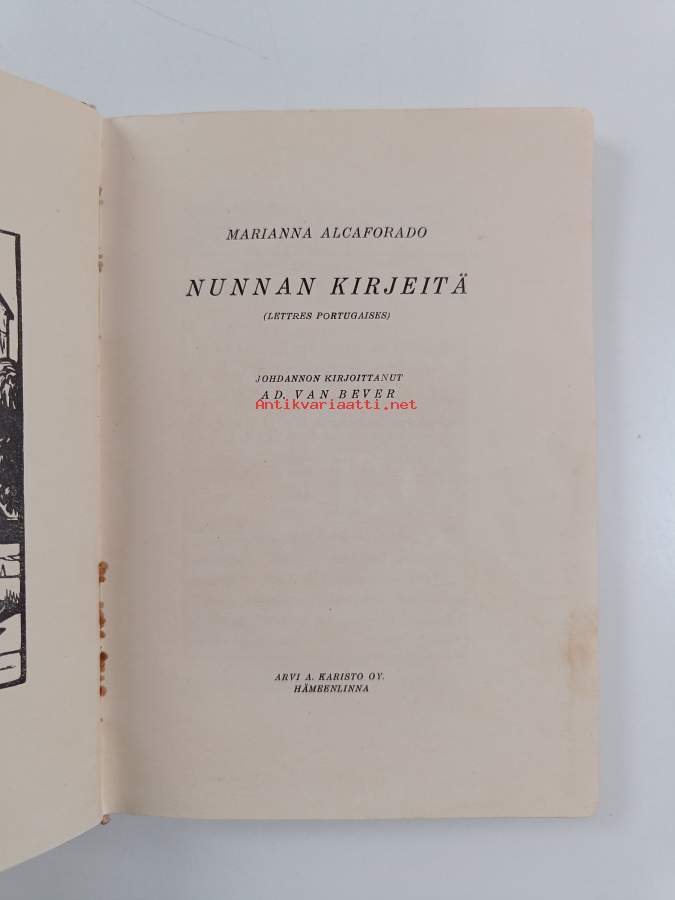 MARIANNA ALCAFORADO
NUNNAN KIRJEITÄ
(LETTRES PORTUGAISES)
JOHDANNON KIRJOITTANUT
AD. VAN BEVER
Antikvariaatti.net
ARVI A. KARISTO OY.
HÄMEENLINNA